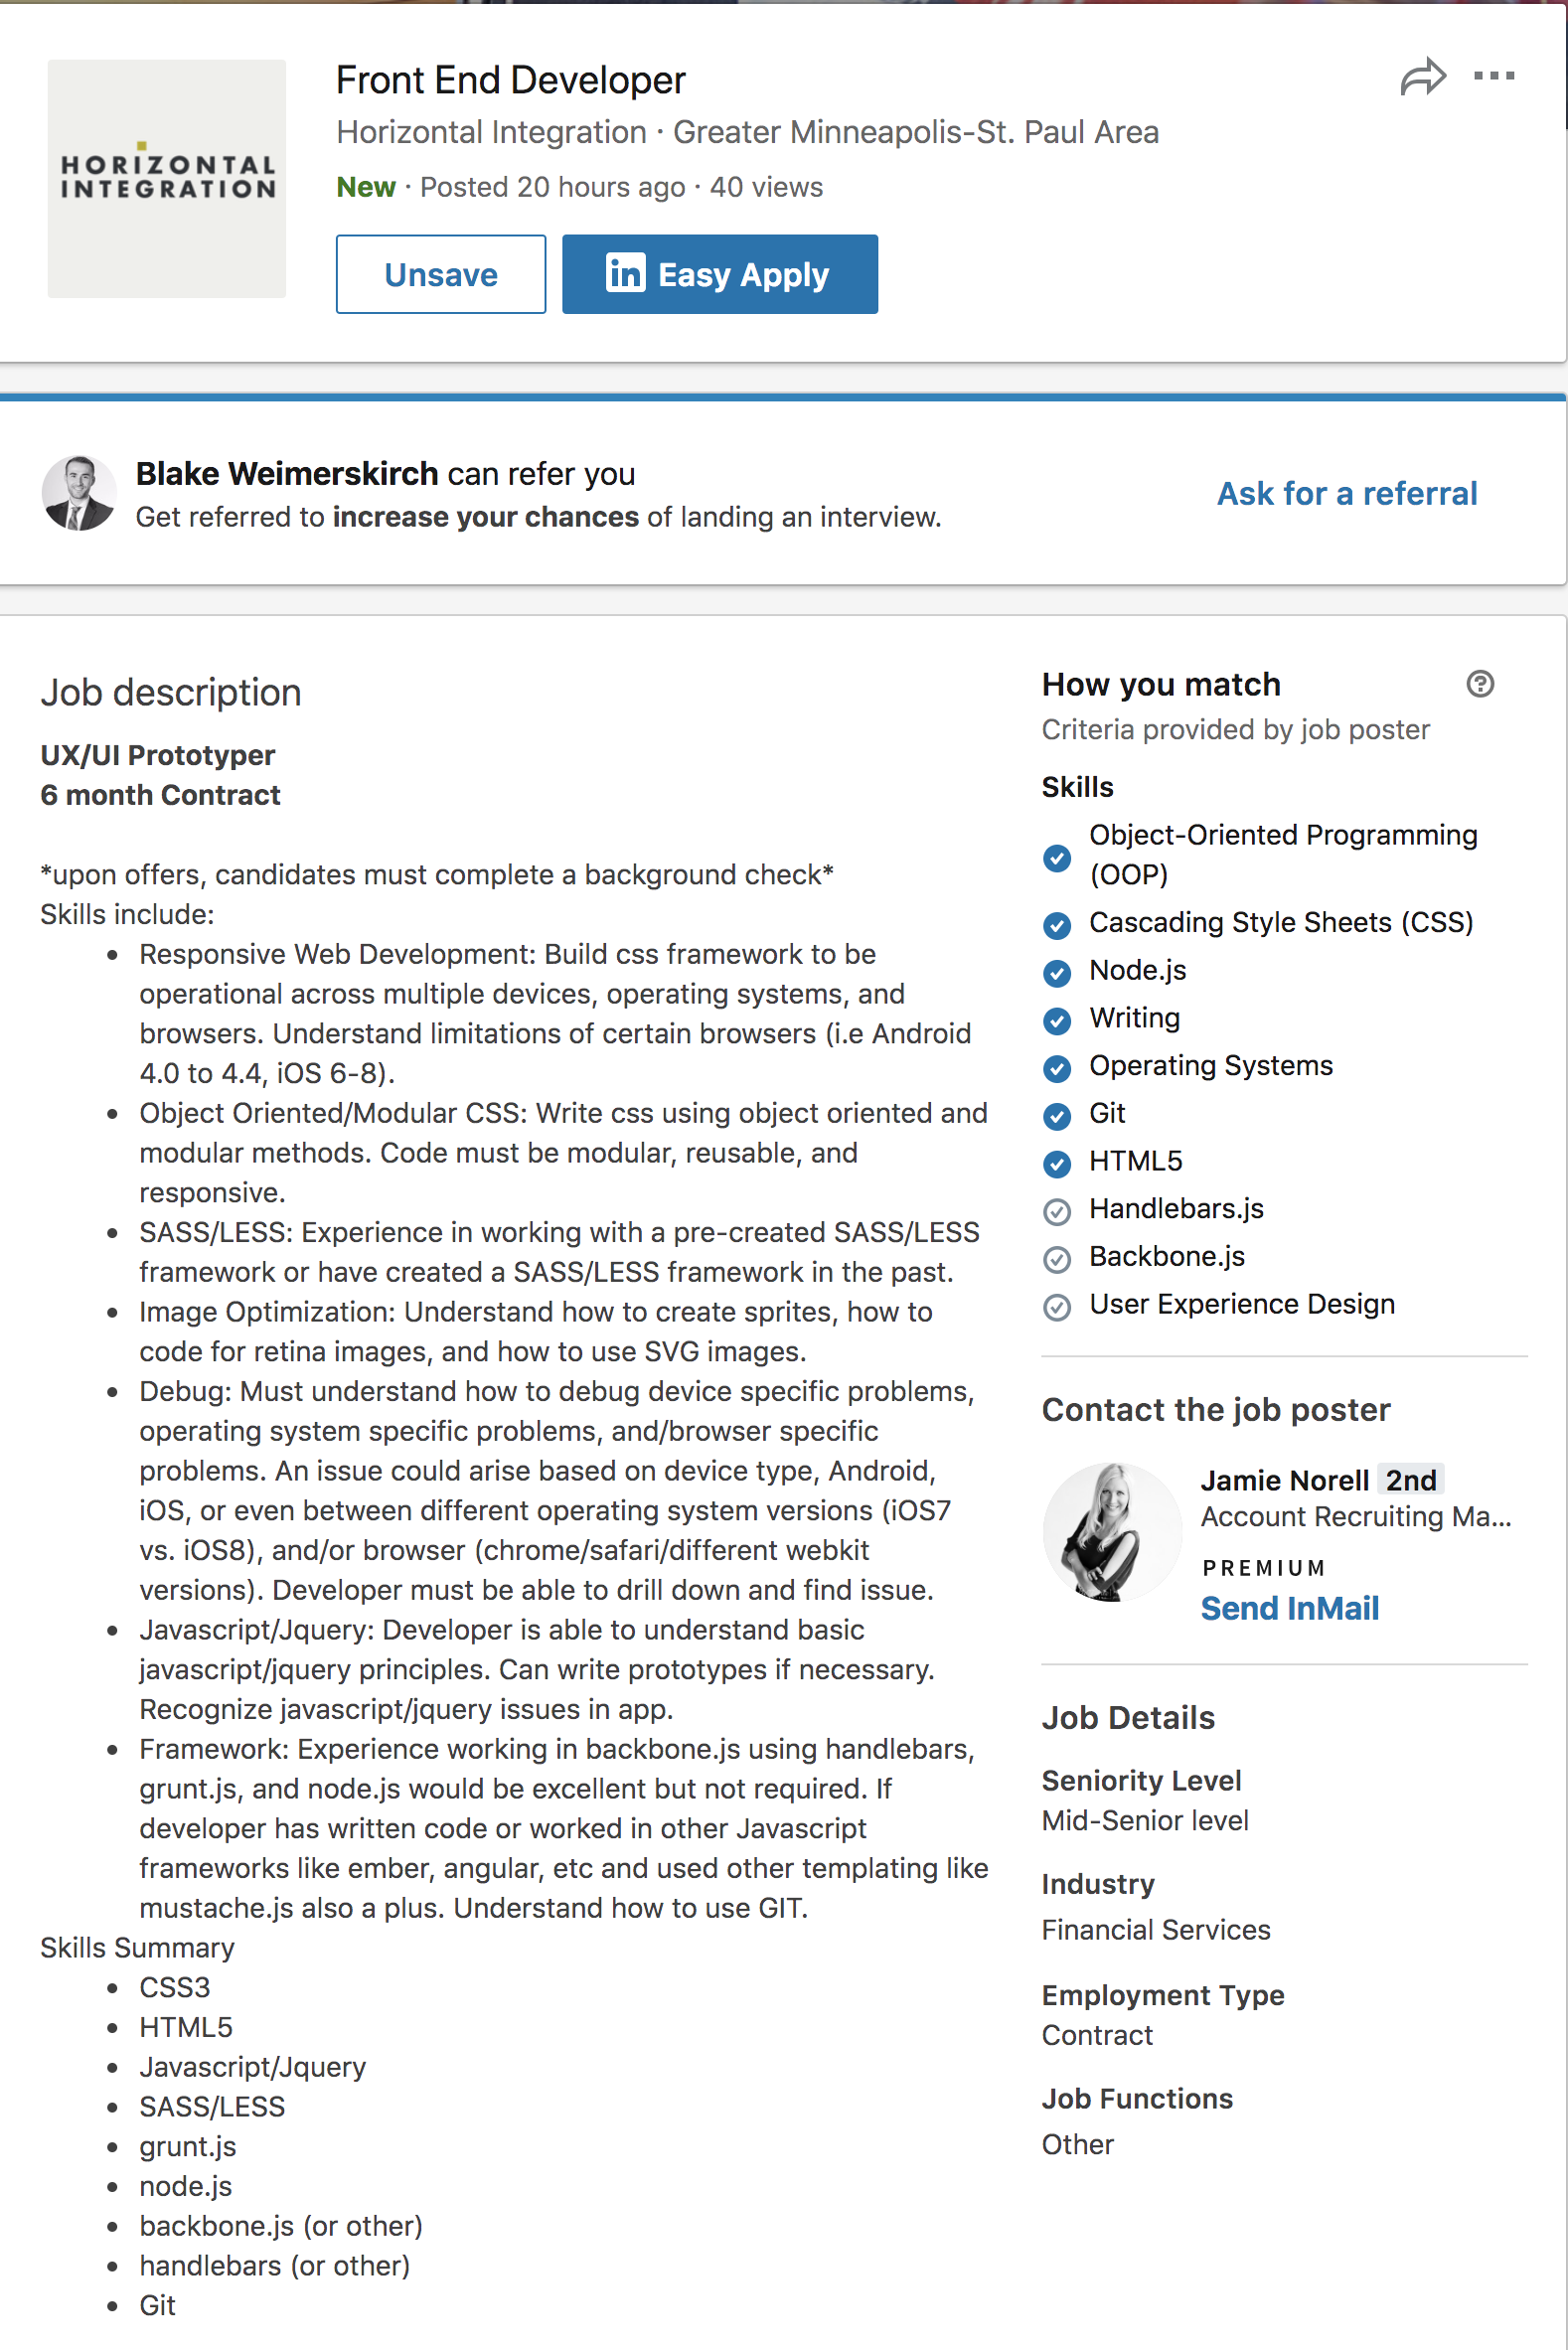 HORIZONTAL
INTEGRATION
Front End Developer
Horizontal Integration · Greater Minneapolis-St. Paul Area
New · Posted 20 hours ago · 40 views
Unsave
in Easy Apply
Blake Weimerskirch can refer you
Get referred to increase your chances of landing an interview.
Ask for a referral
Job description
UX/UI Prototyper
6 month Contract
*upon offers, candidates must complete a background check*
Skills include:
• Responsive Web Development: Build css framework to be
operational across multiple devices, operating systems, and
browsers. Understand limitations of certain browsers (i.e Android
4.0 to 4.4, iOS 6-8).
• Object Oriented/Modular CSS: Write css using object oriented and
modular methods. Code must be modular, reusable, and
responsive.
• SASS/LESS: Experience in working with a pre-created SASS/LESS
framework or have created a SASS/LESS framework in the past.
• Image Optimization: Understand how to create sprites, how to
code for retina images, and how to use SVG images.
• Debug: Must understand how to debug device specific problems,
operating system specific problems, and/browser specific
problems. An issue could arise based on device type, Android,
iOS, or even between different operating system versions (iOS7
vs. iOS8), and/or browser (chrome/safari/different webkit
versions). Developer must be able to drill down and find issue.
• Javascript/Jquery: Developer is able to understand basic
javascript/jquery principles. Can write prototypes if necessary.
Recognize javascript/jquery issues in app.
• Framework: Experience working in backbone.js using handlebars,
grunt.js, and node.js would be excellent but not required. If
developer has written code or worked in other Javascript
frameworks like ember, angular, etc and used other templating like
mustache.js also a plus. Understand how to use GIT.
Skills Summary
• CSS3
• HTML5
• Javascript/Jquery
• SASS/LESS
• grunt.js
• node.js
• backbone.js (or other)
• handlebars (or other)
• Git
How you match
?
Criteria provided by job poster
Skills
Object-Oriented Programming
(OOP)
Cascading Style Sheets (CSS)
Node.js
Writing
Operating Systems
Git
HTML5
Handlebars.js
Backbone.js
User Experience Design
Contact the job poster
Jamie Norell 2nd
Account Recruiting Ma...
PREMIUM
Send InMail
Job Details
Seniority Level
Mid-Senior level
Industry
Financial Services
Employment Type
Contract
Job Functions
Other